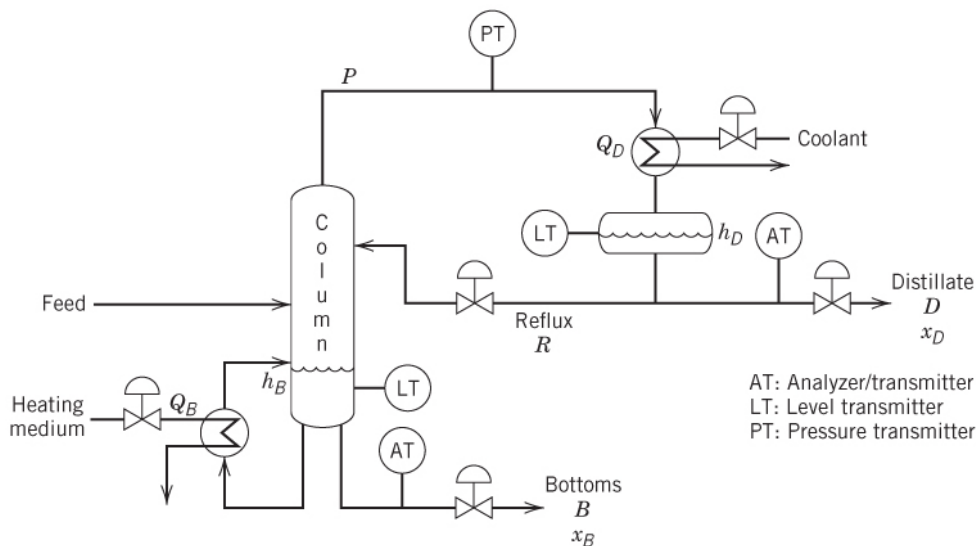 PT
P
Coolant
Q_D
Column
LT
h_D
AT
Feed
Reflux
R
Distillate
D
x_D
h_B
LT
Heating
medium
Q_B
AT: Analyzer/transmitter
LT: Level transmitter
PT: Pressure transmitter
AT
Bottoms
B
x_B